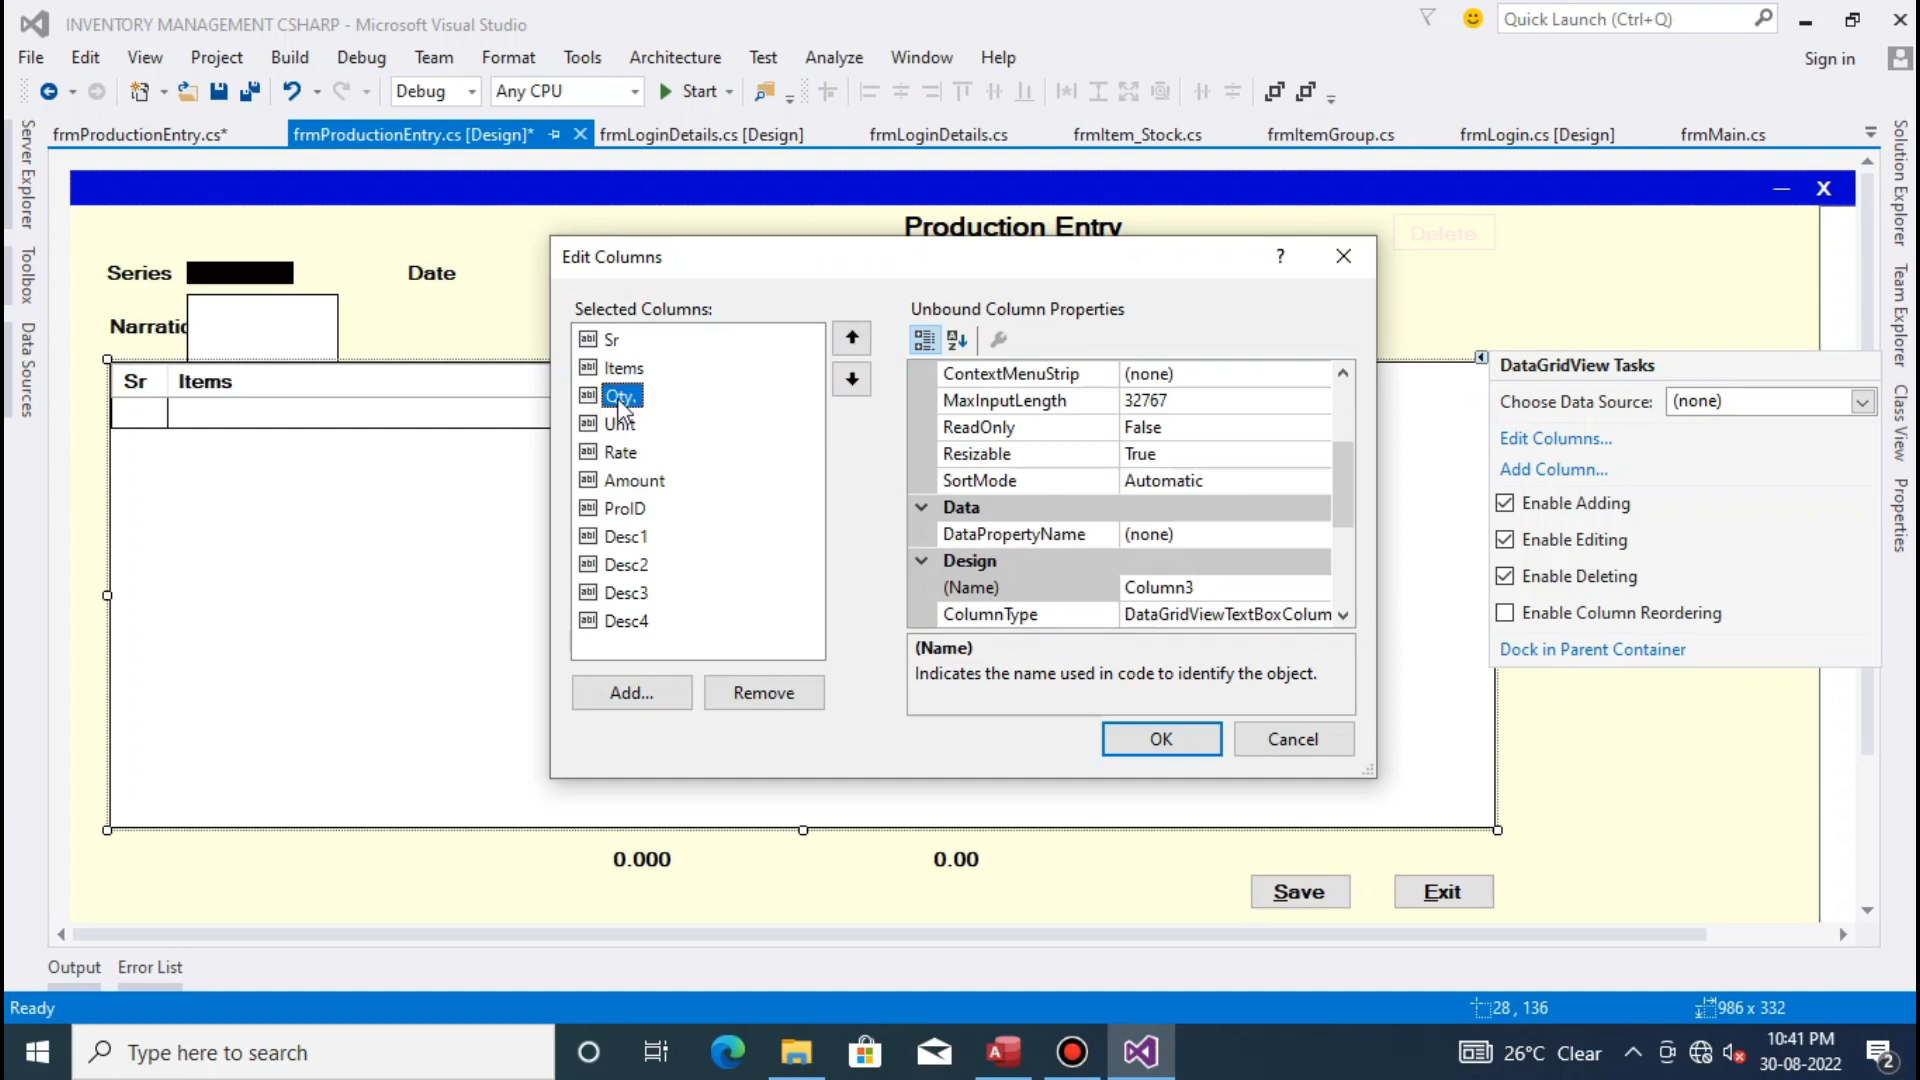 INVENTORY MANAGEMENT CSHARP - Microsoft Visual Studio
Quick Launch (Ctrl+Q)
File Edit View Project Build Debug Team Format Tools Architecture Test Analyze Window Help
Sign in
Debug Any CPU Start
frmProductionEntry.cs* frmProductionEntry.cs [Design]* frmLoginDetails.cs [Design] frmLoginDetails.cs frmItem_Stock.cs frmItemGroup.cs frmLogin.cs [Design] frmMain.cs
Server Explorer
Toolbox
Data Sources
Solution Explorer
Team Explorer
Class View
Properties
X
Production Entry
Delete
Series
Date
Narratio
Sr Items
Edit Columns
?
Selected Columns:
Sr
Items
Qty.
Unit
Rate
Amount
ProID
Desc1
Desc2
Desc3
Desc4
Add...
Remove
Unbound Column Properties
ContextMenuStrip (none)
MaxInputLength 32767
ReadOnly False
Resizable True
SortMode Automatic
Data
DataPropertyName (none)
Design
(Name) Column3
ColumnType DataGridViewTextBoxColum
(Name)
Indicates the name used in code to identify the object.
OK
Cancel
DataGridView Tasks
Choose Data Source: (none)
Edit Columns...
Add Column...
Enable Adding
Enable Editing
Enable Deleting
Enable Column Reordering
Dock in Parent Container
0.000 0.00
Save
Exit
Output Error List
Ready
28 , 136
986 x 332
Type here to search
26°C Clear
10:41 PM
30-08-2022
2